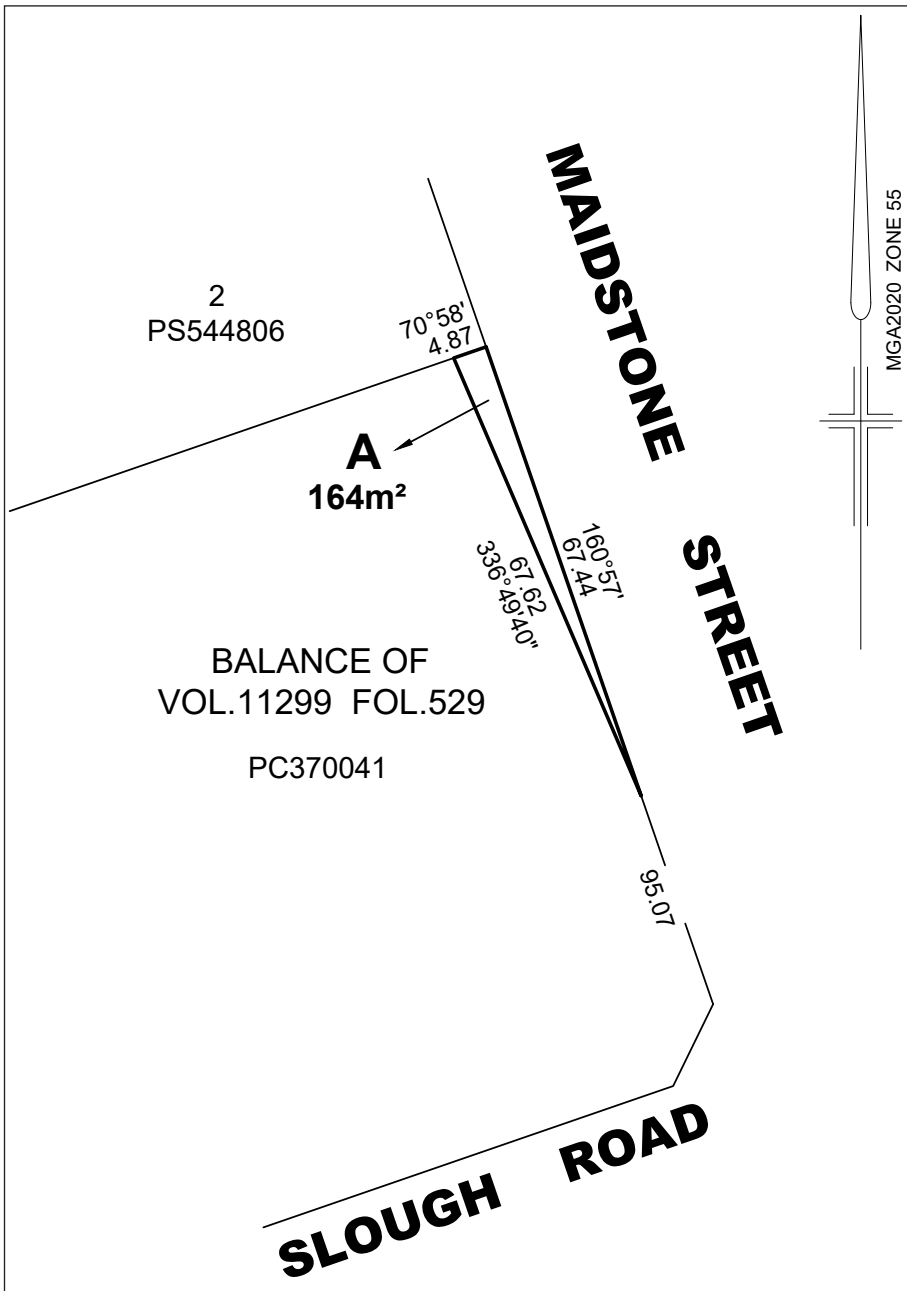 MAIDSTONE STREET
MGA2020 ZONE 55
2
PS544806
70°58'
4.87
A
164m²
160°57'
67.44
67.62
336°49'40"
BALANCE OF
VOL.11299 FOL.529
PC370041
95.07
SLOUGH ROAD